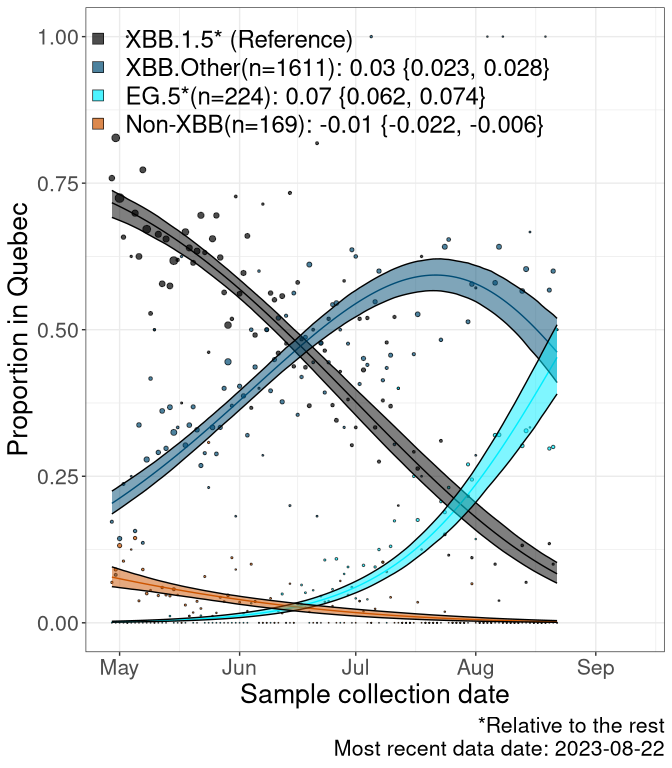 XBB.1.5* (Reference)
XBB.Other(n=1611): 0.03 {0.023, 0.028}
EG.5*(n=224): 0.07 {0.062, 0.074}
Non-XBB(n=169): -0.01 {-0.022, -0.006}
1.00
0.75
0.50
0.25
0.00
Proportion in Quebec
May Jun Jul Aug Sep
Sample collection date
*Relative to the rest
Most recent data date: 2023-08-22